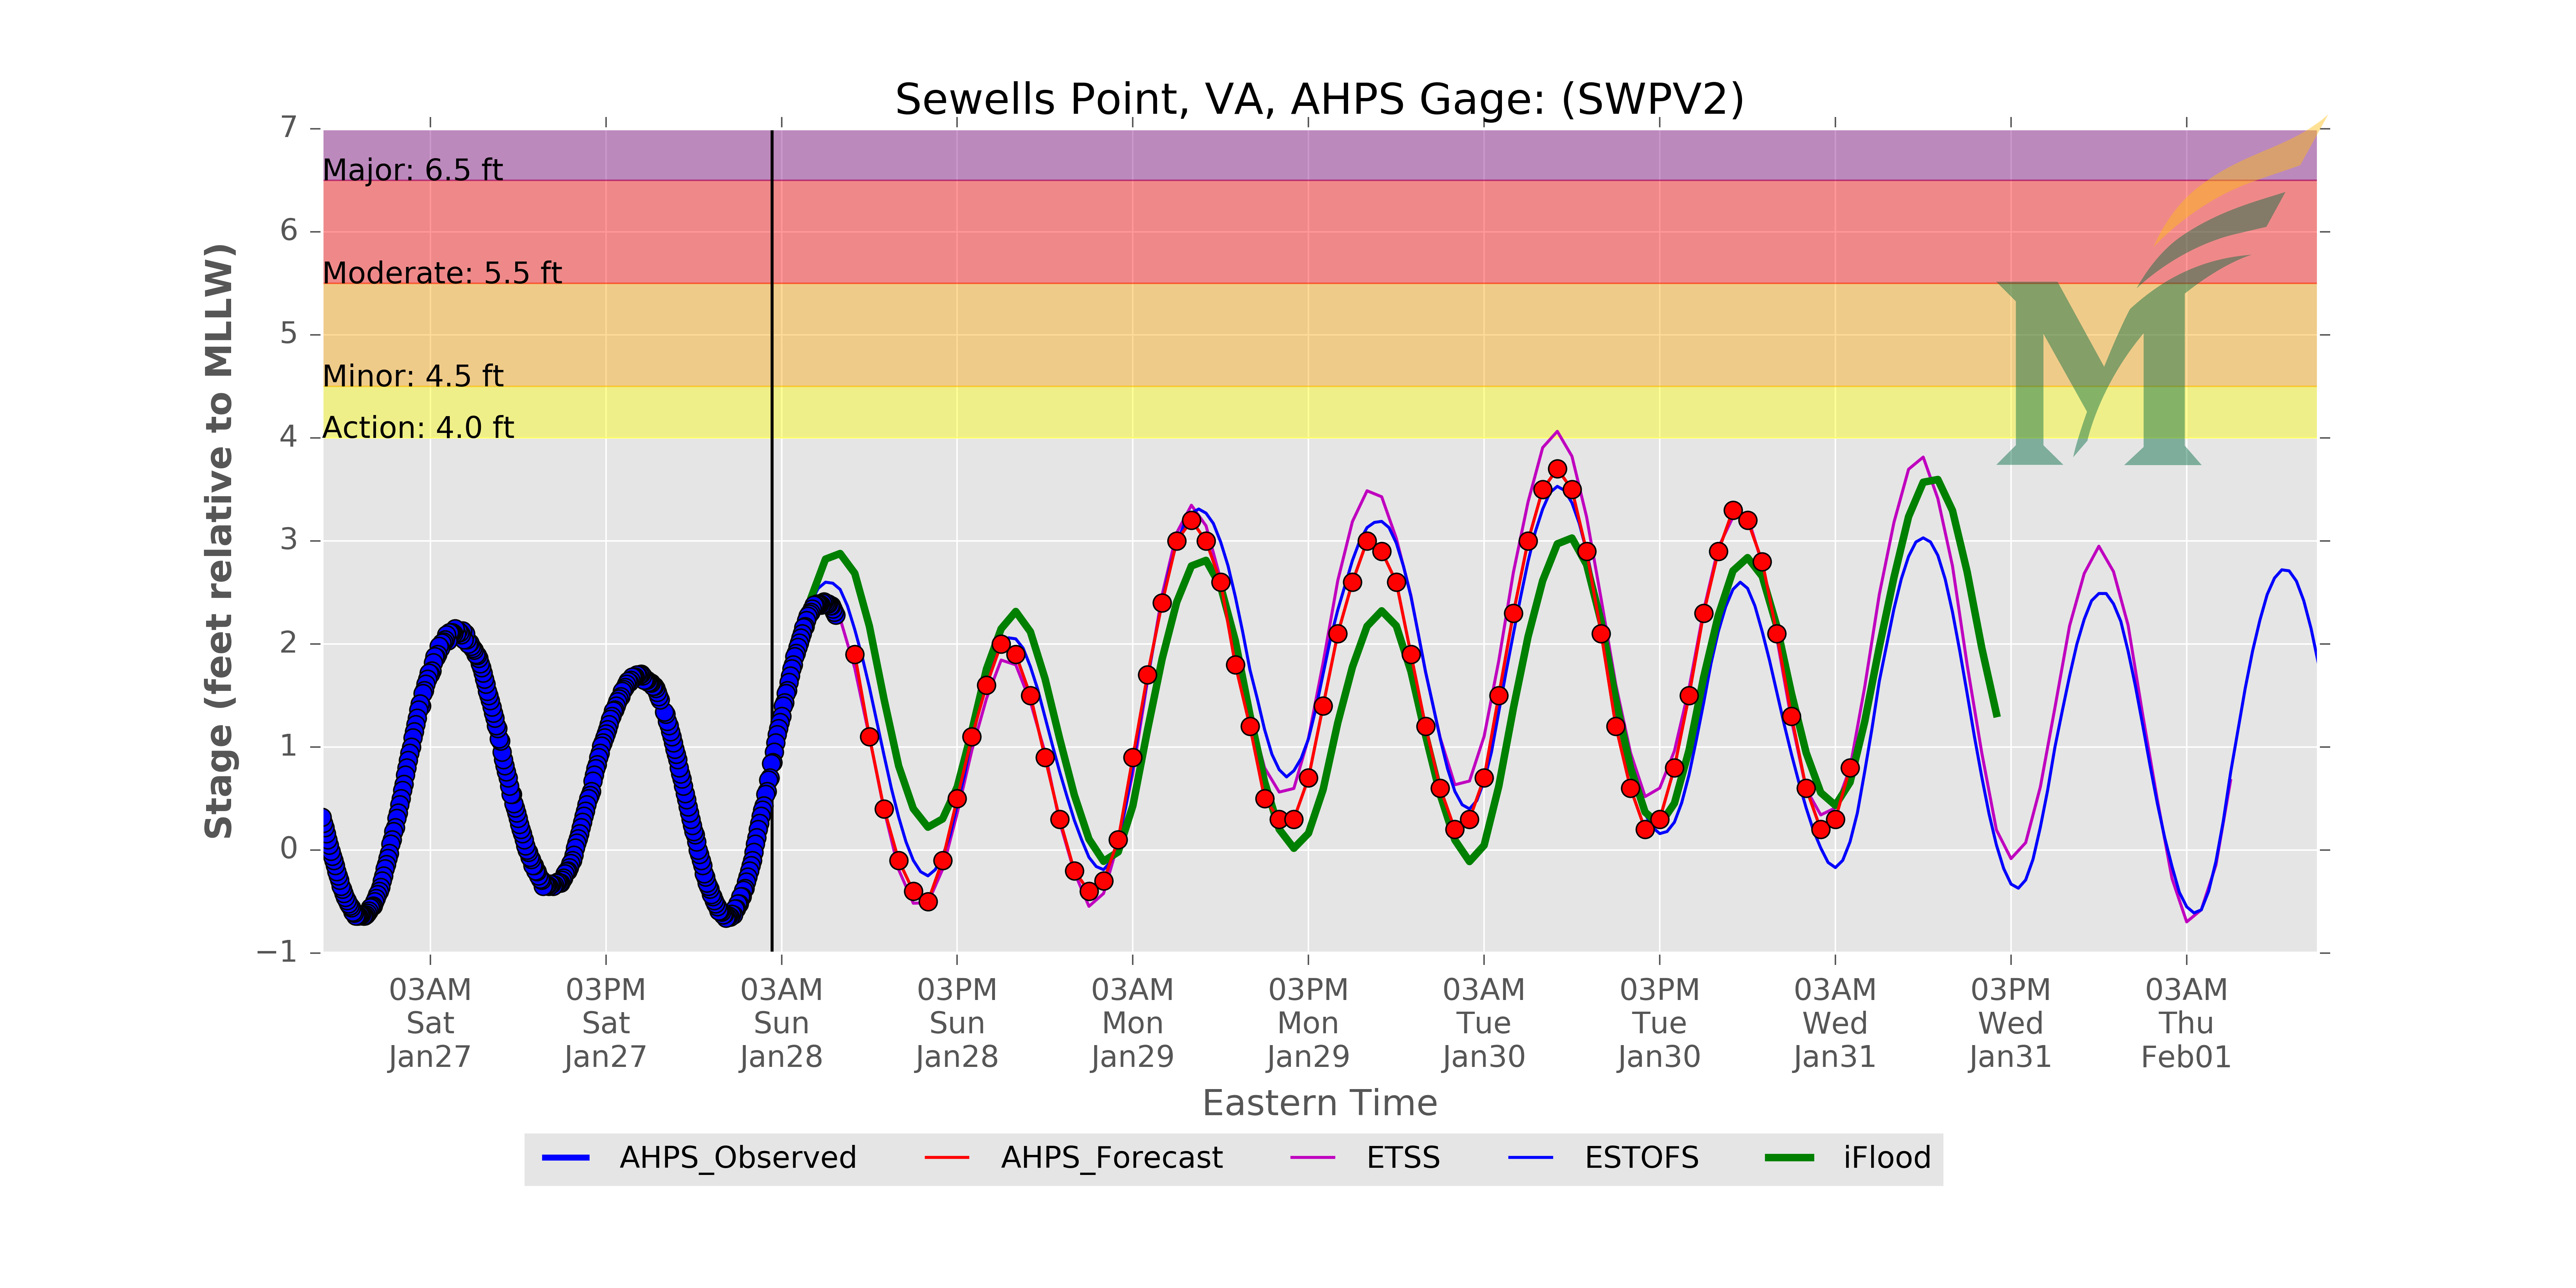 Sewells Point, VA, AHPS Gage: (SWPV2)
Stage (feet relative to MLLW)
7
6
5
4
3
2
1
0
−1
Major: 6.5 ft
Moderate: 5.5 ft
Minor: 4.5 ft
Action: 4.0 ft
M
03AM 03PM 03AM 03PM 03AM 03PM 03AM 03PM 03AM 03PM 03AM
Sat Sat Sun Sun Mon Mon Tue Tue Wed Wed Thu
Jan27 Jan27 Jan28 Jan28 Jan29 Jan29 Jan30 Jan30 Jan31 Jan31 Feb01
Eastern Time
AHPS_Observed AHPS_Forecast ETSS ESTOFS iFlood